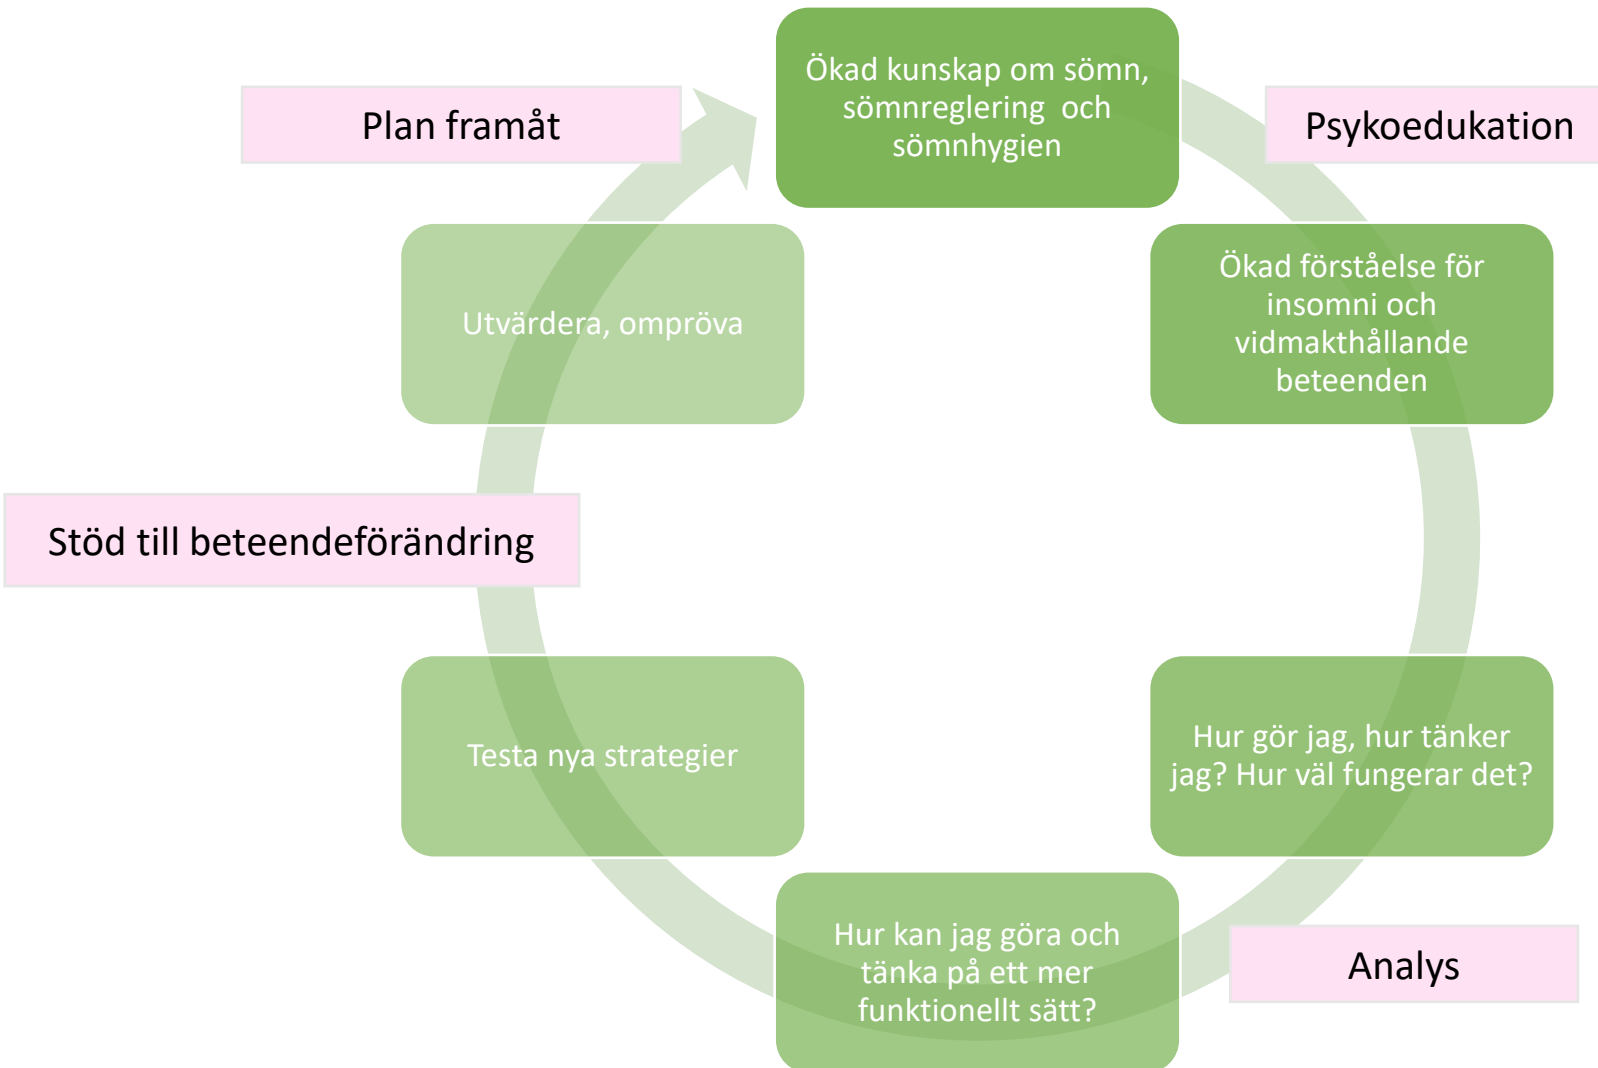 Ökad kunskap om sömn,
sömnreglering och
sömnhygien
Psykoedukation
Ökad förståelse för
insomni och
vidmakthållande
beteenden
Hur gör jag, hur tänker
jag? Hur väl fungerar det?
Analys
Hur kan jag göra och
tänka på ett mer
funktionellt sätt?
Testa nya strategier
Stöd till beteendeförändring
Utvärdera, ompröva
Plan framåt